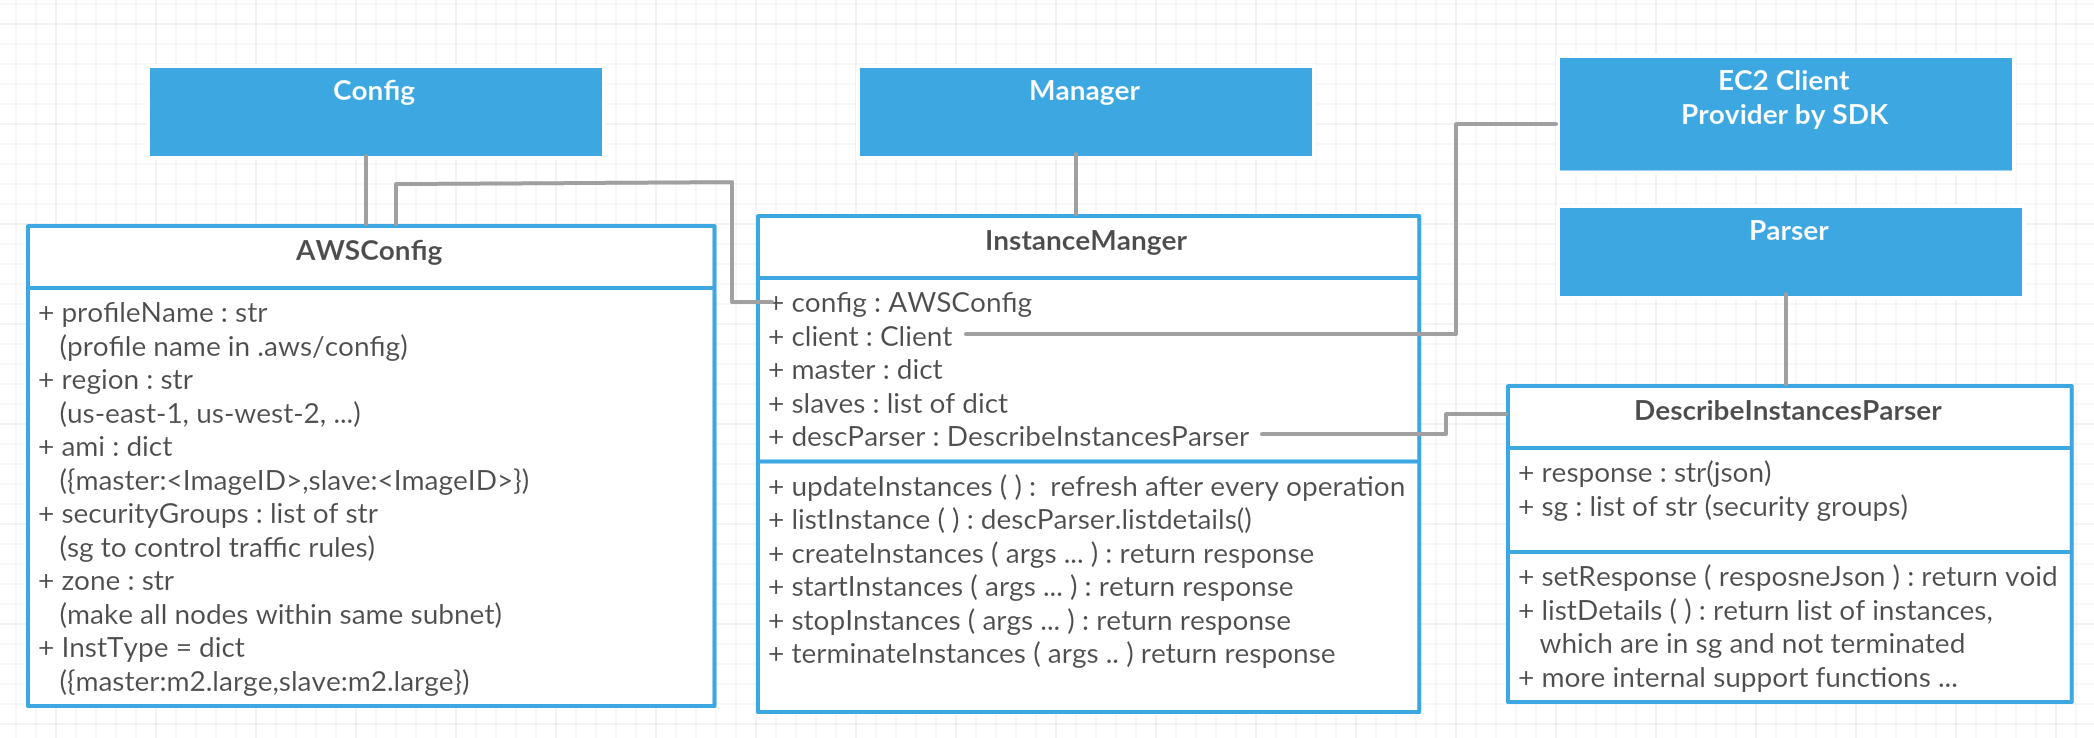 Config
AWSConfig
+ profileName : str
(profile name in .aws/config)
+ region : str
(us-east-1, us-west-2, ...)
+ ami : dict
({master:<ImageID>,slave:<ImageID>})
+ securityGroups : list of str
(sg to control traffic rules)
+ zone : str
(make all nodes within same subnet)
+ InstType = dict
({master:m2.large,slave:m2.large})
Manager
InstanceManger
+ config : AWSConfig
+ client : Client
+ master : dict
+ slaves : list of dict
+ descParser : DescribeInstancesParser
+ updateInstances ( ) :  refresh after every operation
+ listInstance ( ) : descParser.listdetails()
+ createInstances ( args ... ) : return response
+ startInstances ( args ... ) : return response
+ stopInstances ( args ... ) : return response
+ terminateInstances ( args .. ) return response
EC2 Client
Provider by SDK
Parser
DescribeInstancesParser
+ response : str(json)
+ sg : list of str (security groups)
+ setResponse ( resposneJson ) : return void
+ listDetails ( ) : return list of instances,
which are in sg and not terminated
+ more internal support functions ...